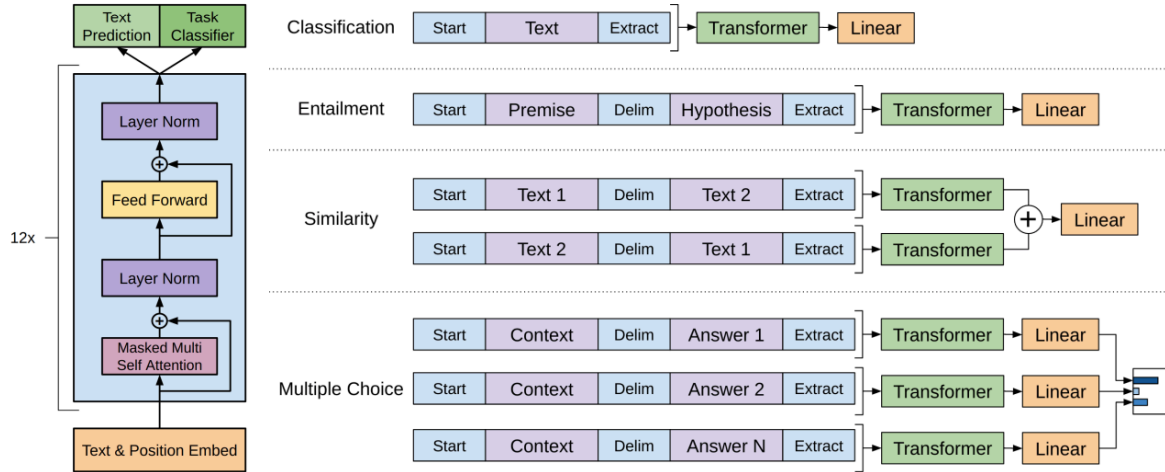 Text
Prediction
Task
Classifier
Layer Norm
Feed Forward
12x
Layer Norm
Masked Multi
Self Attention
Text & Position Embed
Classification
Start Text Extract Transformer Linear
Entailment
Start Premise Delim Hypothesis Extract Transformer Linear
Similarity
Start Text 1 Delim Text 2 Extract Transformer
Linear
Start Text 2 Delim Text 1 Extract Transformer
Multiple Choice
Start Context Delim Answer 1 Extract Transformer Linear
Start Context Delim Answer 2 Extract Transformer Linear
Start Context Delim Answer N Extract Transformer Linear